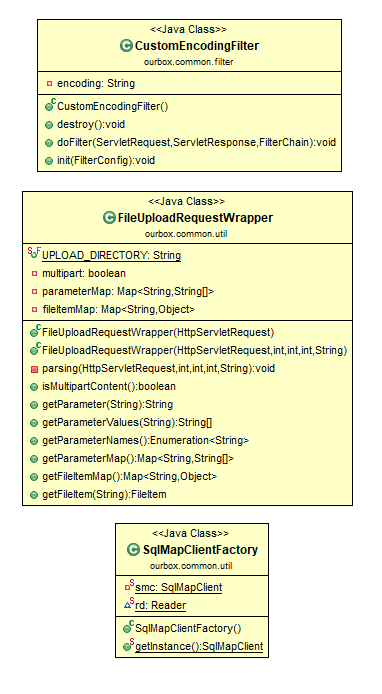 <<Java Class>>
CustomEncodingFilter
ourbox.common.filter
encoding: String
CustomEncodingFilter()
destroy():void
doFilter(ServletRequest,ServletResponse,FilterChain):void
init(FilterConfig):void
<<Java Class>>
FileUploadRequestWrapper
ourbox.common.util
UPLOAD_DIRECTORY: String
multipart: boolean
parameterMap: Map<String,String[]>
fileItemMap: Map<String,Object>
FileUploadRequestWrapper(HttpServletRequest)
FileUploadRequestWrapper(HttpServletRequest,int,int,int,String)
parsing(HttpServletRequest,int,int,int,String):void
isMultipartContent():boolean
getParameter(String):String
getParameterValues(String):String[]
getParameterNames():Enumeration<String>
getParameterMap():Map<String,String[]>
getFileItemMap():Map<String,Object>
getFileItem(String):FileItem
<<Java Class>>
SqlMapClientFactory
ourbox.common.util
smc: SqlMapClient
rd: Reader
SqlMapClientFactory()
getInstance():SqlMapClient